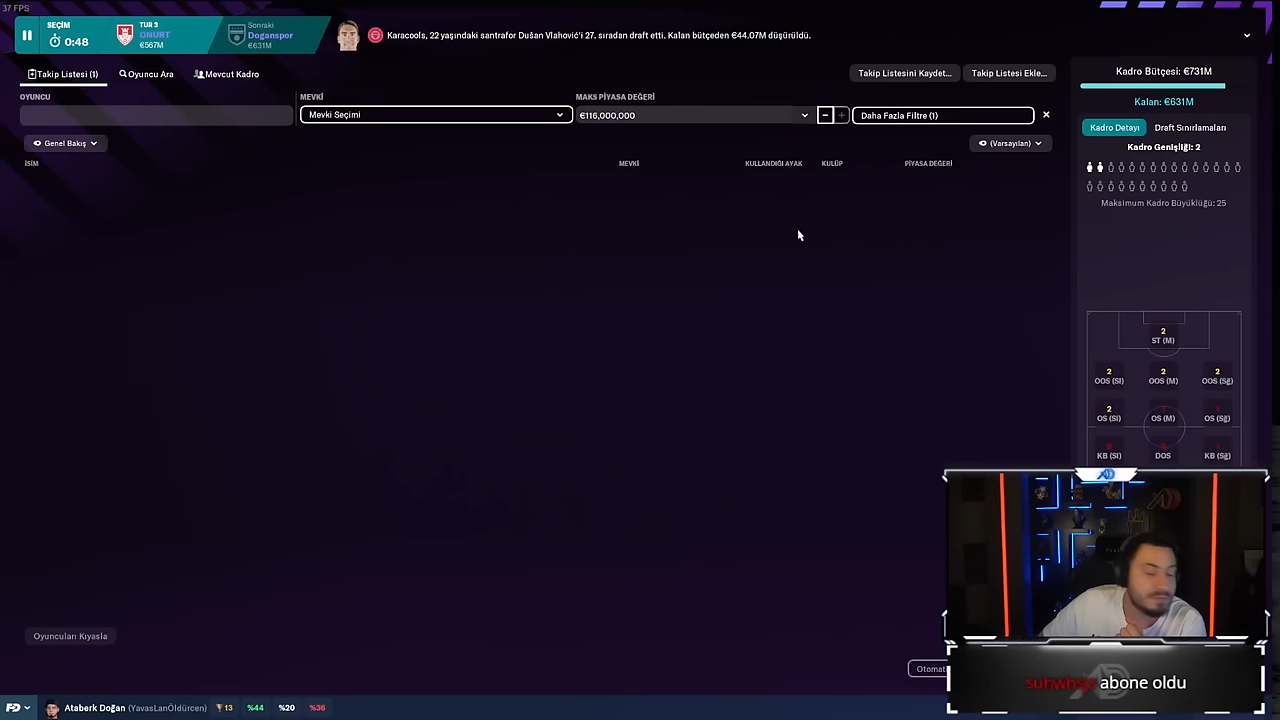 37 FPS
SEÇİM
0:48
TUR 3
ONURT
€567M
Sonraki
Doganspor
€631M
Karacools, 22 yaşındaki santrafor Dušan Vlahović'i 27. sıradan draft etti. Kalan bütçeden €44.07M düşürüldü.
Takip Listesi (1)
Oyuncu Ara
Mevcut Kadro
Takip Listesini Kaydet...
Takip Listesi Ekle...
OYUNCU
MEVKİ
MAKS PİYASA DEĞERİ
Mevki Seçimi
€116,000,000
Daha Fazla Filtre (1)
Genel Bakış
(Varsayılan)
İSİM
MEVKİ
KULLANDIĞI AYAK
KULÜP
PİYASA DEĞERİ
Kadro Bütçesi: €731M
Kalan: €631M
Kadro Detayı
Draft Sınırlamaları
Kadro Genişliği: 2
Maksimum Kadro Büyüklüğü: 25
2
ST (M)
2
OOS (Sl)
2
OOS (M)
2
OOS (Sğ)
2
OS (Sl)
OS (M)
OS (Sğ)
KB (Sl)
DOS
KB (Sğ)
Oyuncuları Kıyasla
Otomat
suhwhsjs abone oldu
Ataberk Doğan (YavasLanÖldürcen)
13
%44
%20
%36